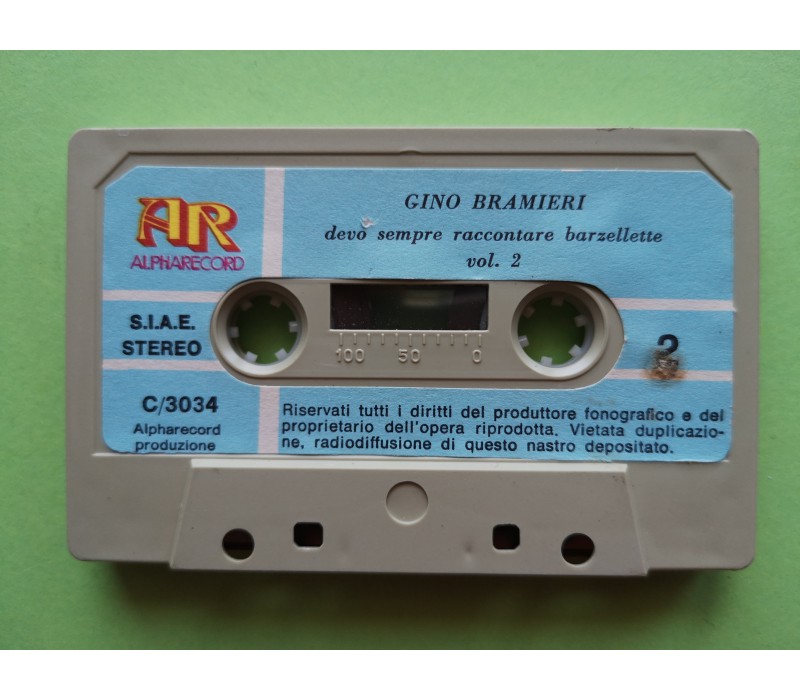 AR
ALPHARECORD
GINO BRAMIERI
devo sempre raccontare barzellette
vol. 2
S.I.A.E.
STEREO
100 50 0
2
C/3034
Alpharecord
produzione
Riservati tutti i diritti del produttore fonografico e del
proprietario dell'opera riprodotta. Vietata duplicazio-
ne, radiodiffusione di questo nastro depositato.